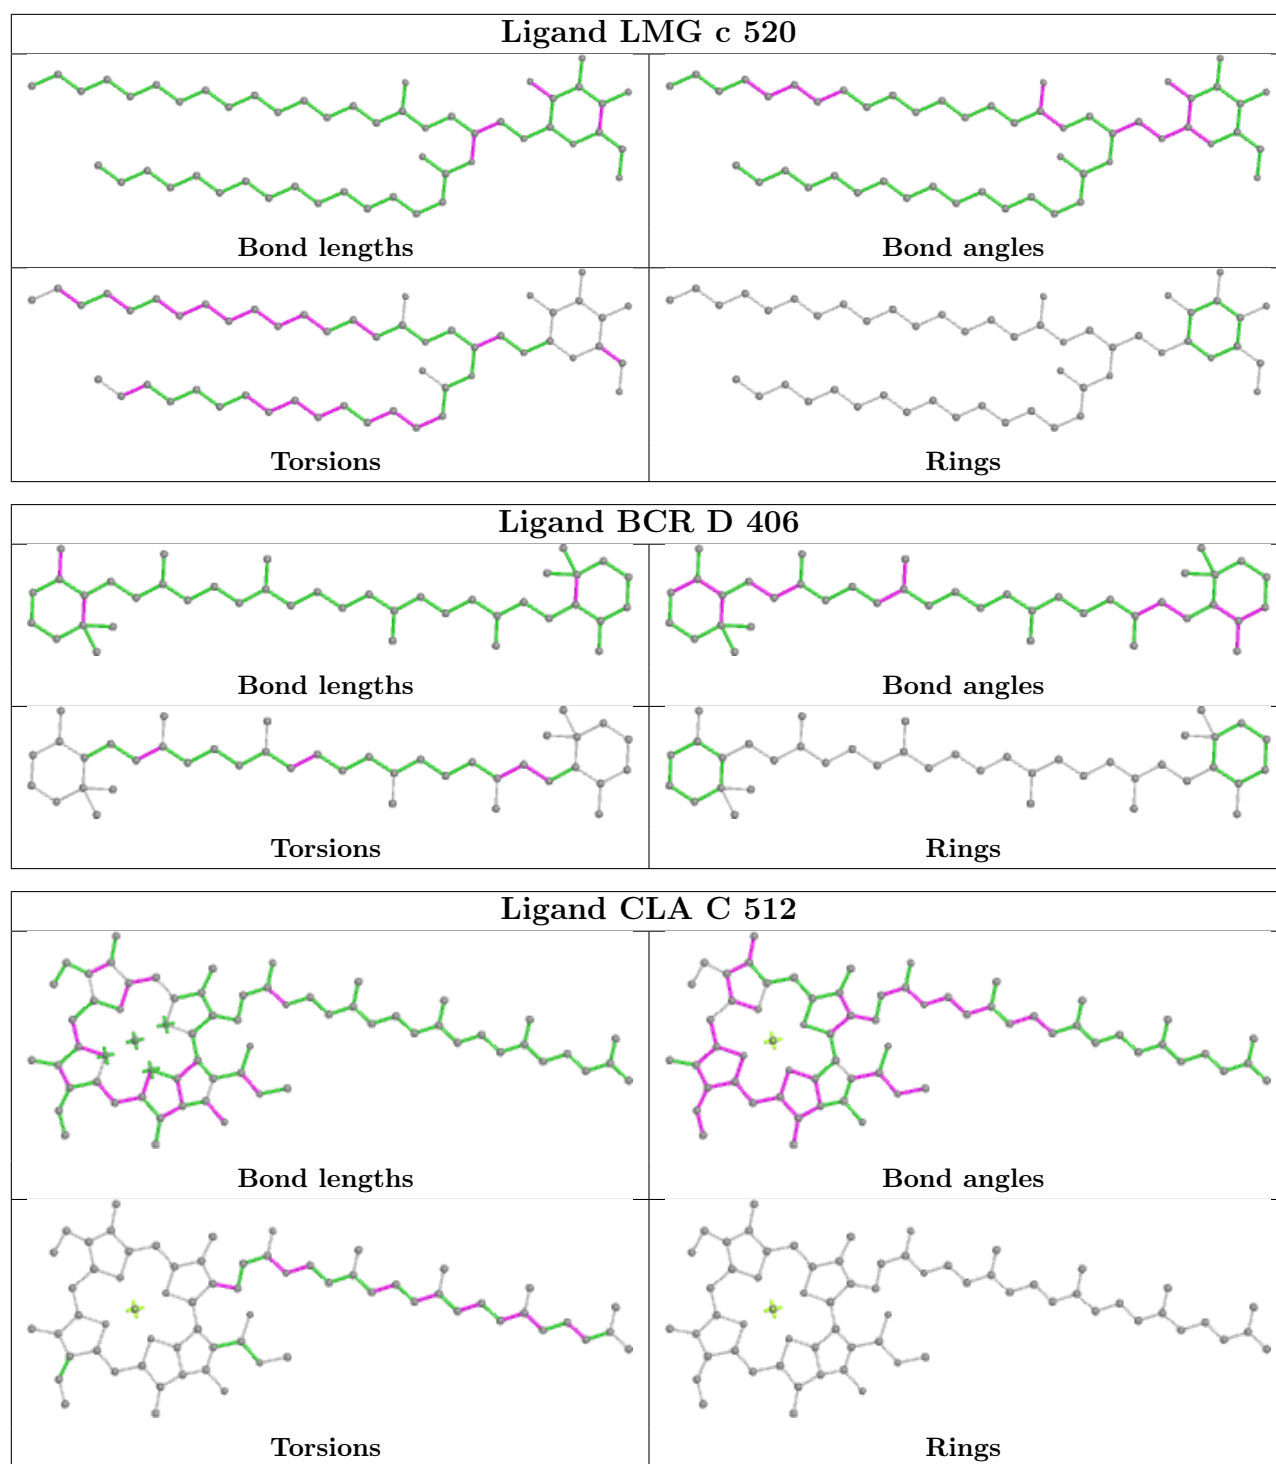 Ligand LMG c 520
Bond lengths
Bond angles
Torsions
Rings
Ligand BCR D 406
Bond lengths
Bond angles
Torsions
Rings
Ligand CLA C 512
Bond lengths
Bond angles
Torsions
Rings